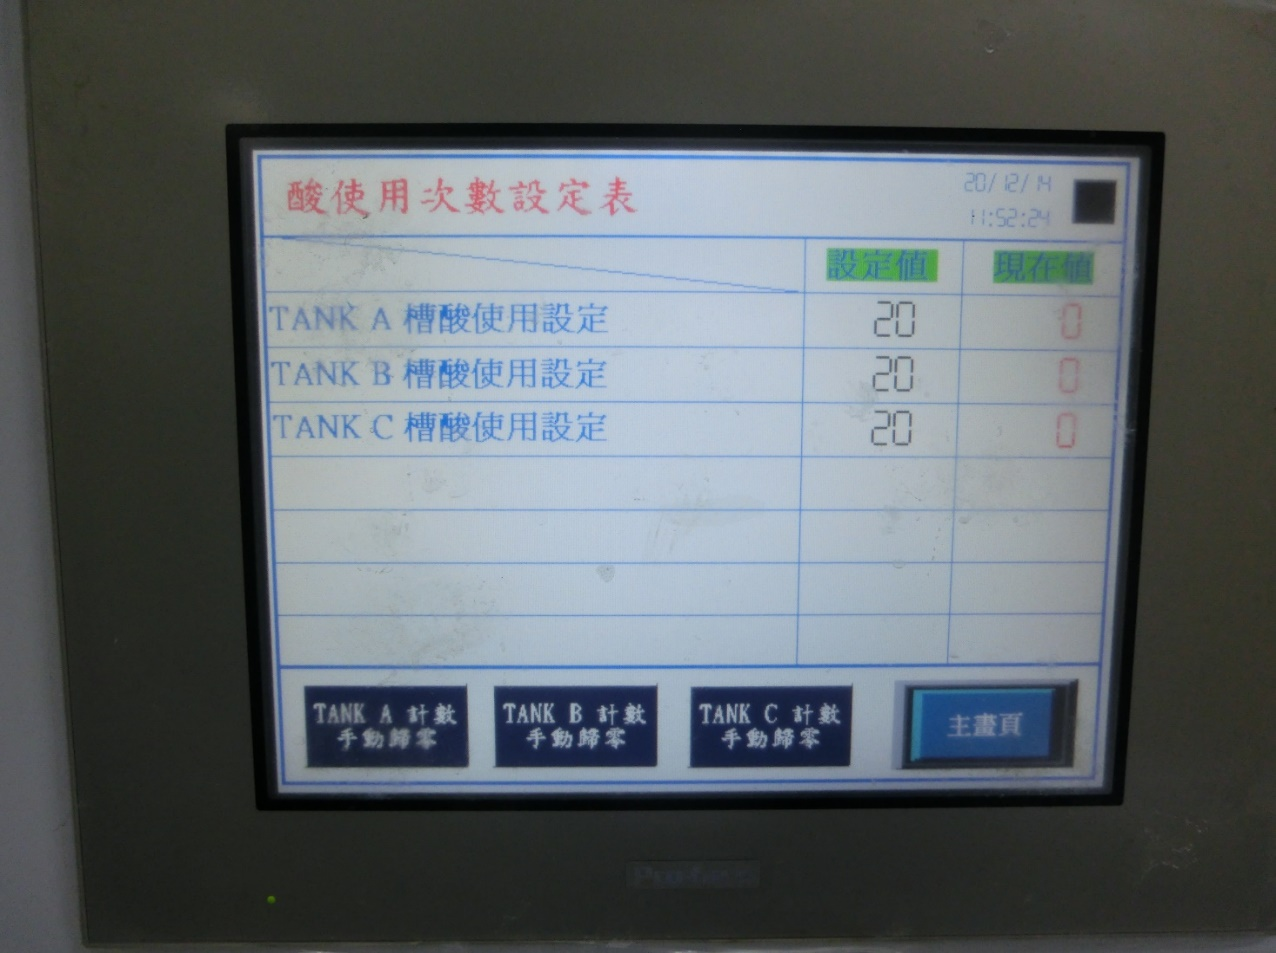 酸使用次數設定表
20/12/14
11:52:24
設定值 現在值
TANK A 槽酸使用設定 20 0
TANK B 槽酸使用設定 20 0
TANK C 槽酸使用設定 20 0
TANK A 計數
手動歸零
TANK B 計數
手動歸零
TANK C 計數
手動歸零
主畫頁
Pro-face